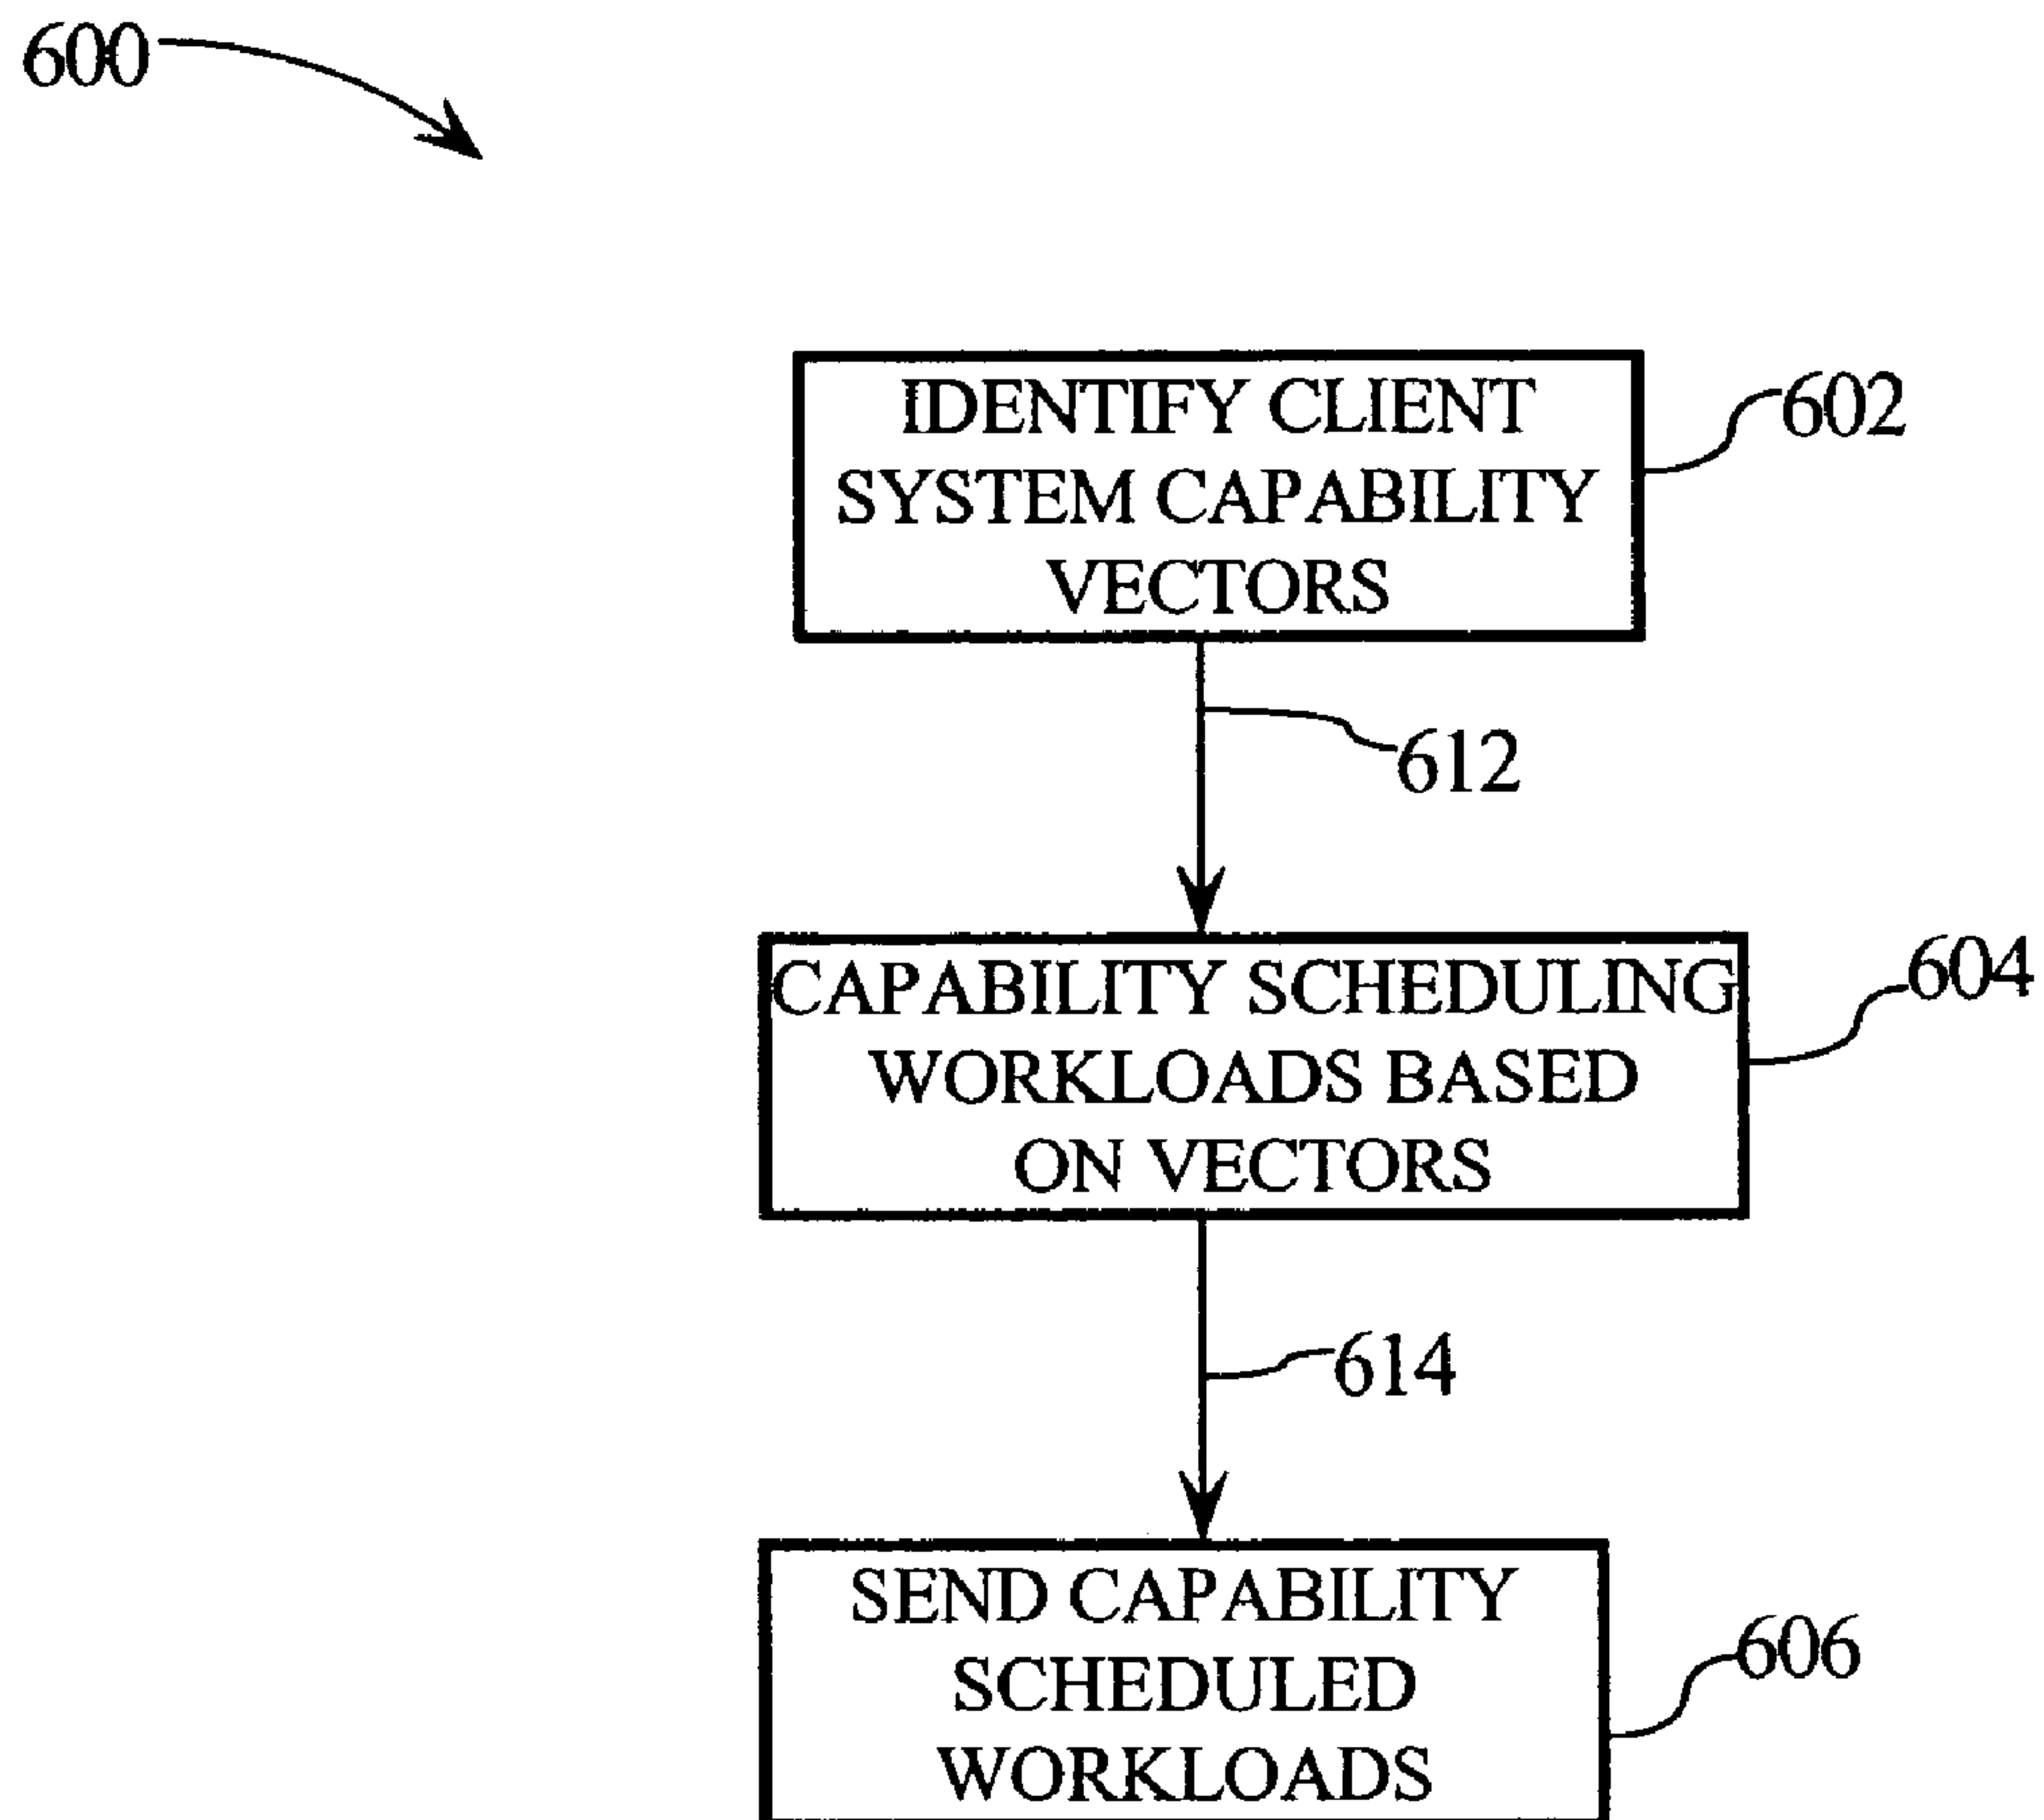 600
IDENTIFY CLIENT
SYSTEM CAPABILITY
VECTORS
602
612
CAPABILITY SCHEDULING
WORKLOADS BASED
ON VECTORS
604
614
SEND CAPABILITY
SCHEDULED
WORKLOADS
606